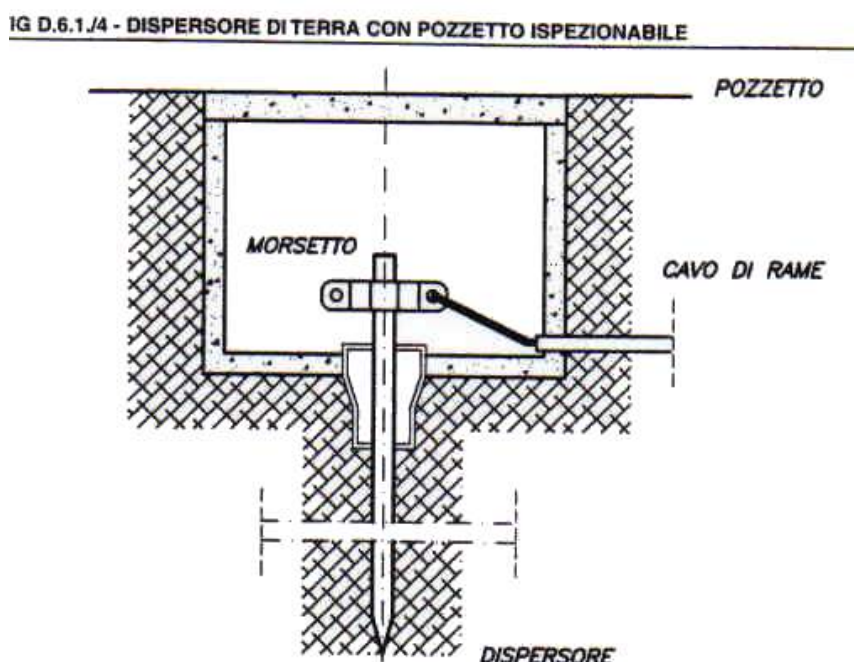 IG D.6.1./4 - DISPERSORE DI TERRA CON POZZETTO ISPEZIONABILE
POZZETTO
MORSETTO
CAVO DI RAME
DISPERSORE